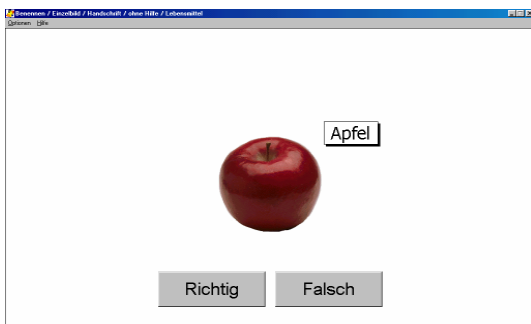 Benennen / Einzelbild / Handschrift / ohne Hilfe / Lebensmittel
Optionen Hilfe
Apfel
Richtig Falsch